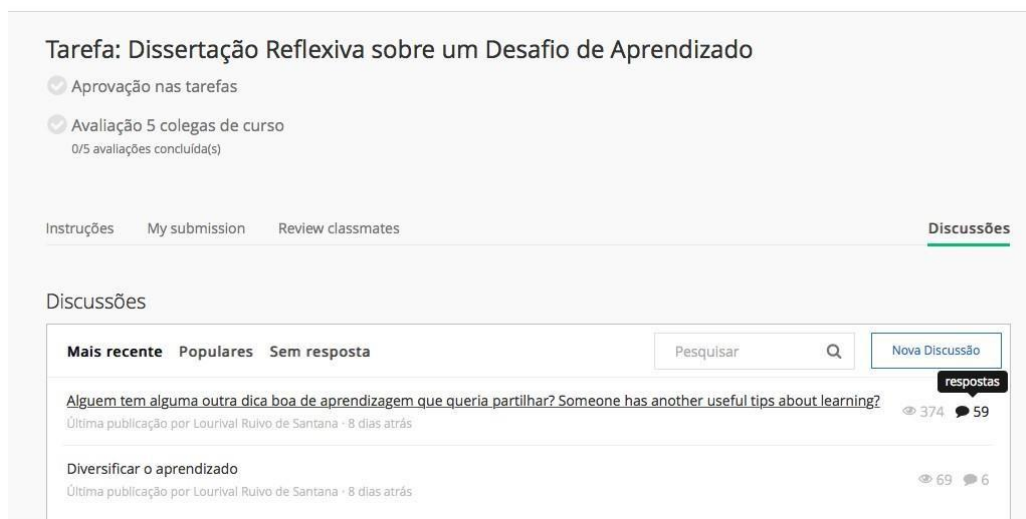 Tarefa: Dissertação Reflexiva sobre um Desafio de Aprendizado
Aprovação nas tarefas
Avaliação 5 colegas de curso
0/5 avaliações concluída(s)
Instruções My submission Review classmates Discussões
Discussões
Mais recente Populares Sem resposta Pesquisar Nova Discussão
respostas
Alguem tem alguma outra dica boa de aprendizagem que queria partilhar? Someone has another useful tips about learning?
374 59
Última publicação por Lourival Ruivo de Santana · 8 dias atrás
Diversificar o aprendizado
69 6
Última publicação por Lourival Ruivo de Santana · 8 dias atrás